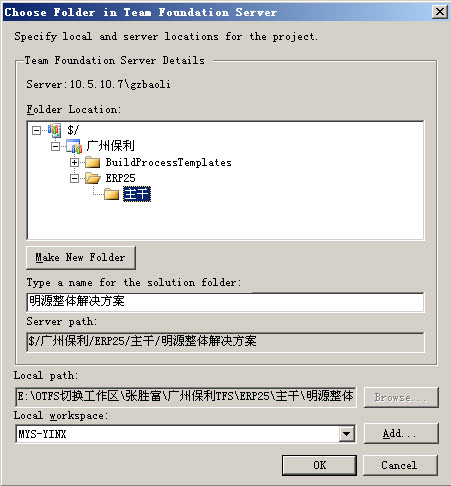 Choose Folder in Team Foundation Server
Specify local and server locations for the project.
Team Foundation Server Details
Server:10.5.10.7\gzbaoli
Folder Location:
$/
广州保利
BuildProcessTemplates
ERP25
主干
Make New Folder
Type a name for the solution folder:
明源整体解决方案
Server path:
$/广州保利/ERP25/主干/明源整体解决方案
Local path:
E:\OTFS切换工作区\张胜富\广州保利TFS\ERP25\主干\明源整体
Browse...
Local workspace:
MYS-YINX
Add...
OK
Cancel